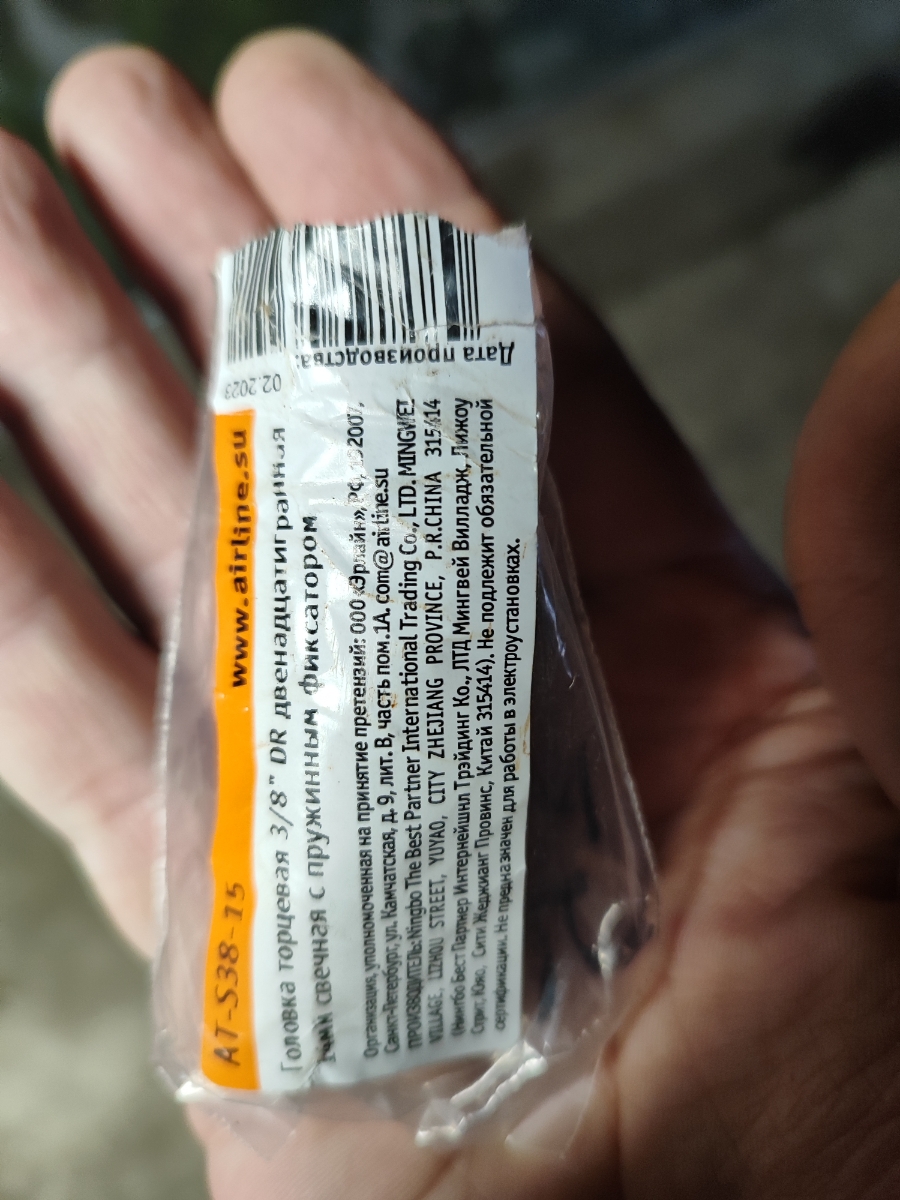 AT-S38-15 www.airline.su
Головка торцевая 3/8" DR двенадцатигранная
свечная с пружинным фиксатором
02.2023
Дата производства:
Организация, уполномоченная на принятие претензий: ООО «Эрлайн», РФ, 192007,
Санкт-Петербург, ул. Камчатская, д. 9, лит. В, часть пом.1А. com@airline.su
ПРОИЗВОДИТЕЛЬ:Ningbo The Best Partner International Trading Co., LTD. MINGWEI
VILLAGE. LIZHOU STREET, YUYAO, CITY ZHEJIANG PROVINCE, P.R.CHINA 315414
(Нингбо Бест Партнер Интернейшнл Трэйдинг Ко., ЛТД Мингвей Вилладж, Лижоу
Стрит, Юяо, Сити Жеджианг Провинс, Китай 315414). Не подлежит обязательной
сертификации. Не предназначен для работы в электроустановках.